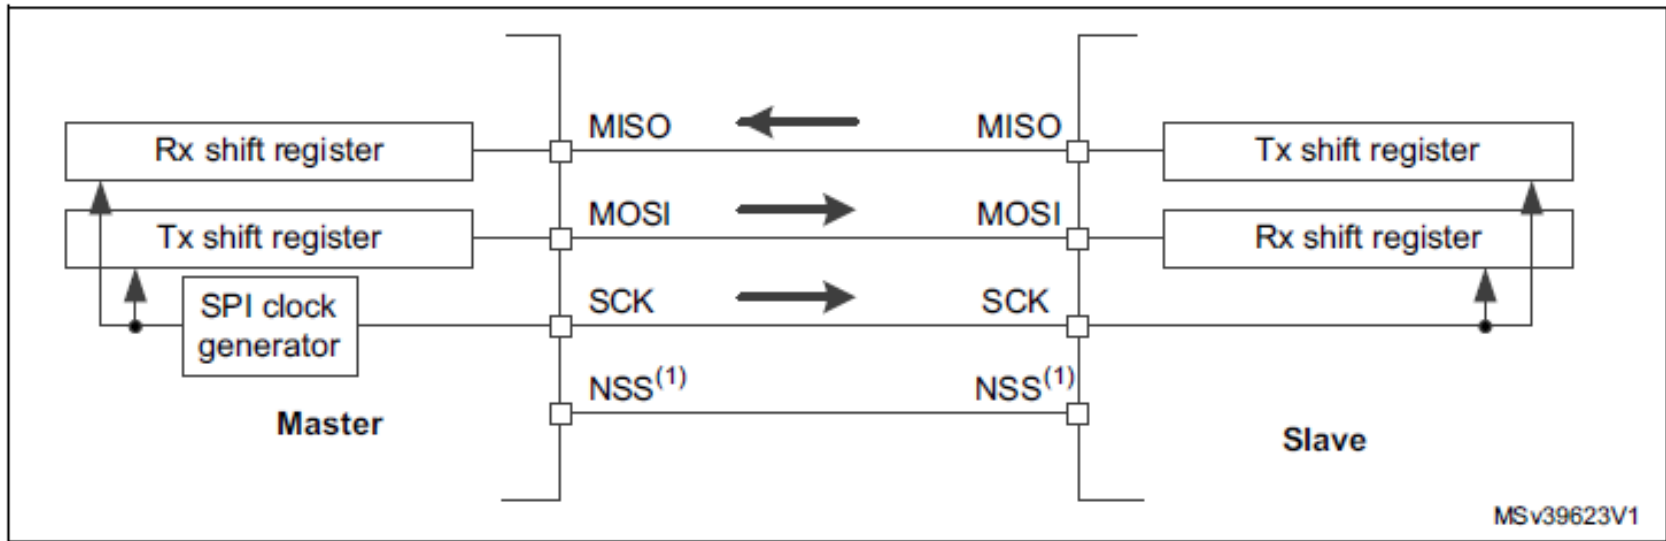 MISO MISO
Rx shift register Tx shift register
MOSI MOSI
Tx shift register Rx shift register
SPI clock
generator
SCK SCK
NSS(1) NSS(1)
Master
Slave
MSv39623V1